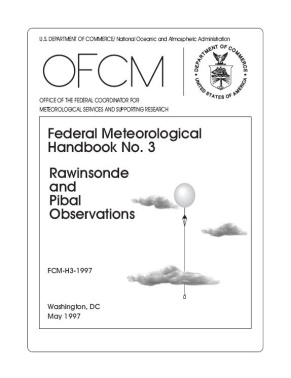 U.S. DEPARTMENT OF COMMERCE/ National Oceanic and Atmospheric Administration
OFCM
DEPARTMENT OF COMMERCE
UNITED STATES OF AMERICA
OFFICE OF THE FEDERAL COORDINATOR FOR
METEOROLOGICAL SERVICES AND SUPPORTING RESEARCH
Federal Meteorological
Handbook No. 3
Rawinsonde
and
Pibal
Observations
FCM-H3-1997
Washington, DC
May 1997